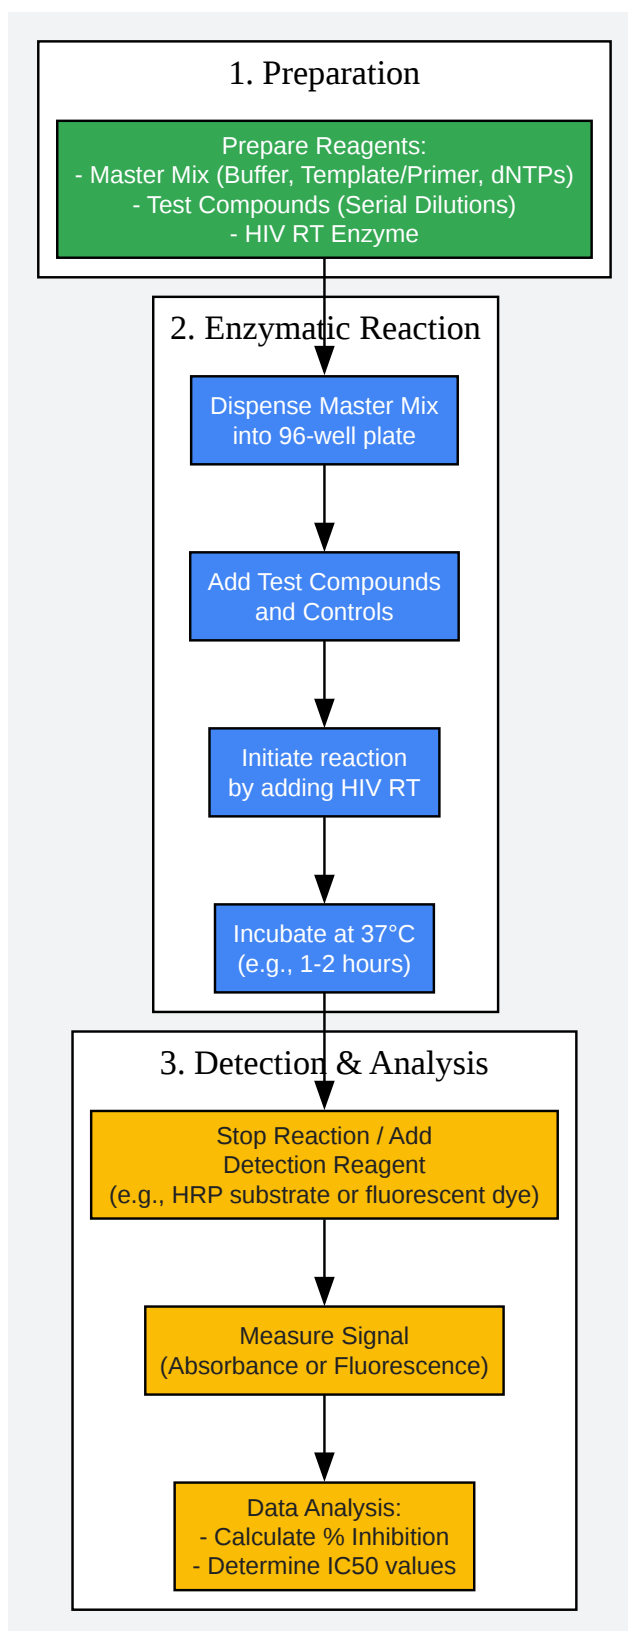 1. Preparation
Prepare Reagents:
- Master Mix (Buffer, Template/Primer, dNTPs)
- Test Compounds (Serial Dilutions)
- HIV RT Enzyme
2. Enzymatic Reaction
Dispense Master Mix
into 96-well plate
Add Test Compounds
and Controls
Initiate reaction
by adding HIV RT
Incubate at 37°C
(e.g., 1-2 hours)
3. Detection & Analysis
Stop Reaction / Add
Detection Reagent
(e.g., HRP substrate or fluorescent dye)
Measure Signal
(Absorbance or Fluorescence)
Data Analysis:
- Calculate % Inhibition
- Determine IC50 values